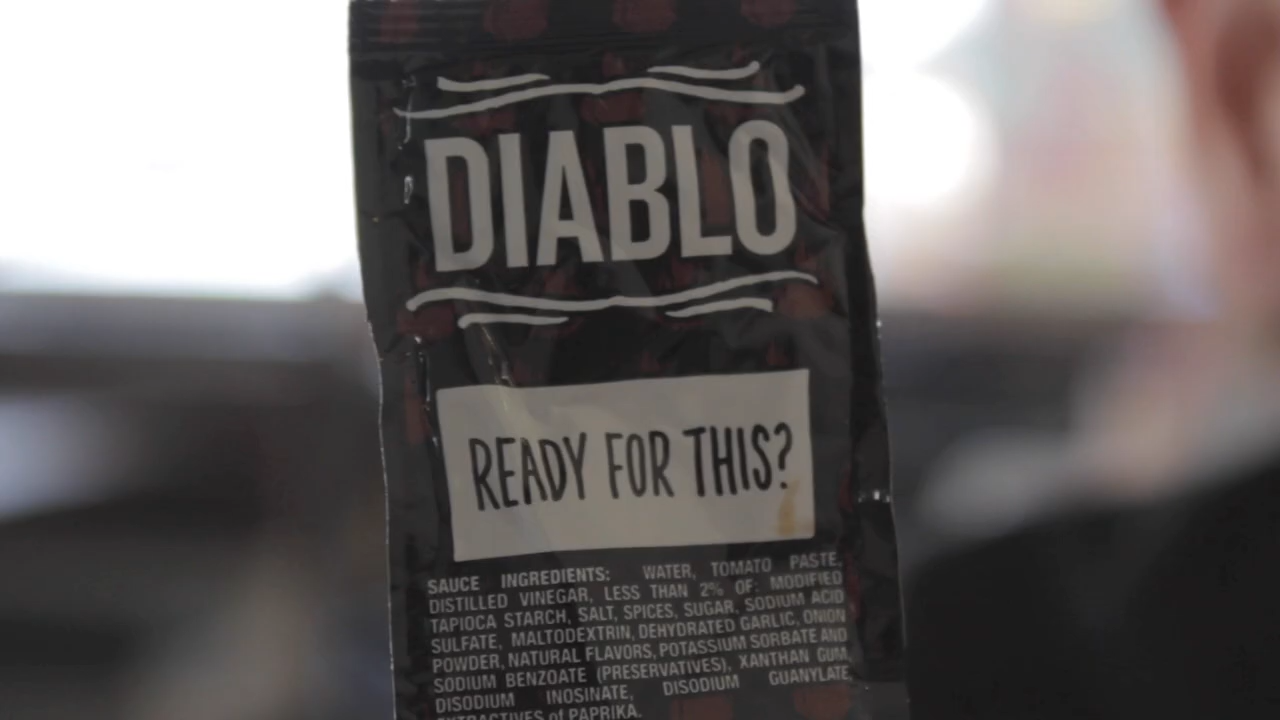 DIABLO
READY FOR THIS?
SAUCE INGREDIENTS: WATER, TOMATO PASTE,
DISTILLED VINEGAR, LESS THAN 2% OF: MODIFIED
TAPIOCA STARCH, SALT, SPICES, SUGAR, SODIUM ACID
SULFATE, MALTODEXTRIN, DEHYDRATED GARLIC, ONION
POWDER, NATURAL FLAVORS, POTASSIUM SORBATE AND
SODIUM BENZOATE (PRESERVATIVES), XANTHAN GUM,
DISODIUM INOSINATE, DISODIUM GUANYLATE,
EXTRACTIVES of PAPRIKA.